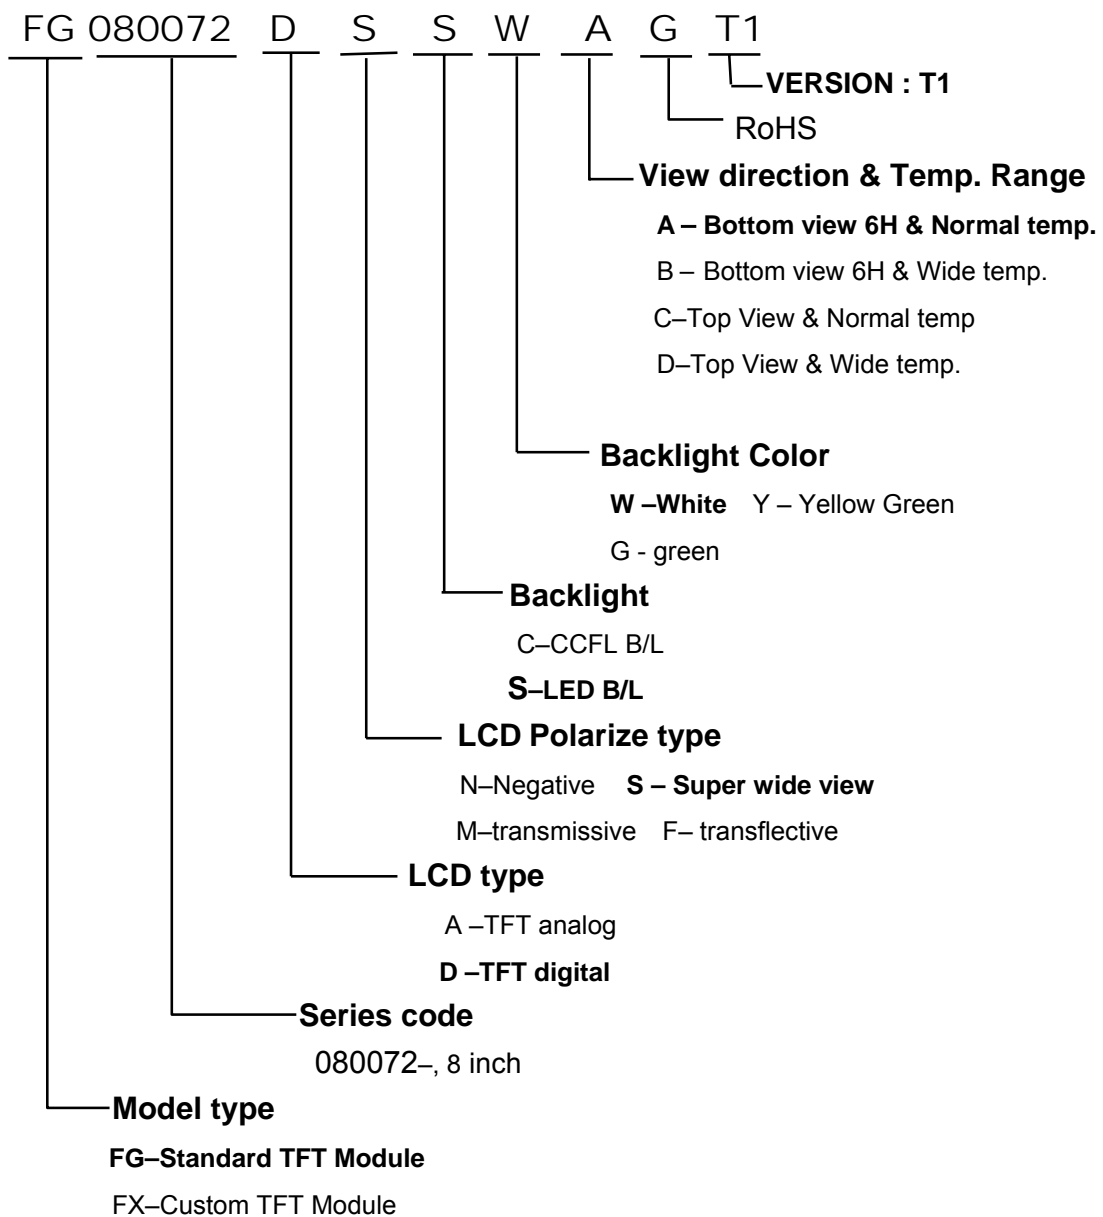 FG 080072 D S S W A G T1
VERSION : T1
RoHS
View direction & Temp. Range
A – Bottom view 6H & Normal temp.
B – Bottom view 6H & Wide temp.
C–Top View & Normal temp
D–Top View & Wide temp.
Backlight Color
W –White Y – Yellow Green
G - green
Backlight
C–CCFL B/L
S–LED B/L
LCD Polarize type
N–Negative S – Super wide view
M–transmissive F– transflective
LCD type
A –TFT analog
D –TFT digital
Series code
080072–, 8 inch
Model type
FG–Standard TFT Module
FX–Custom TFT Module